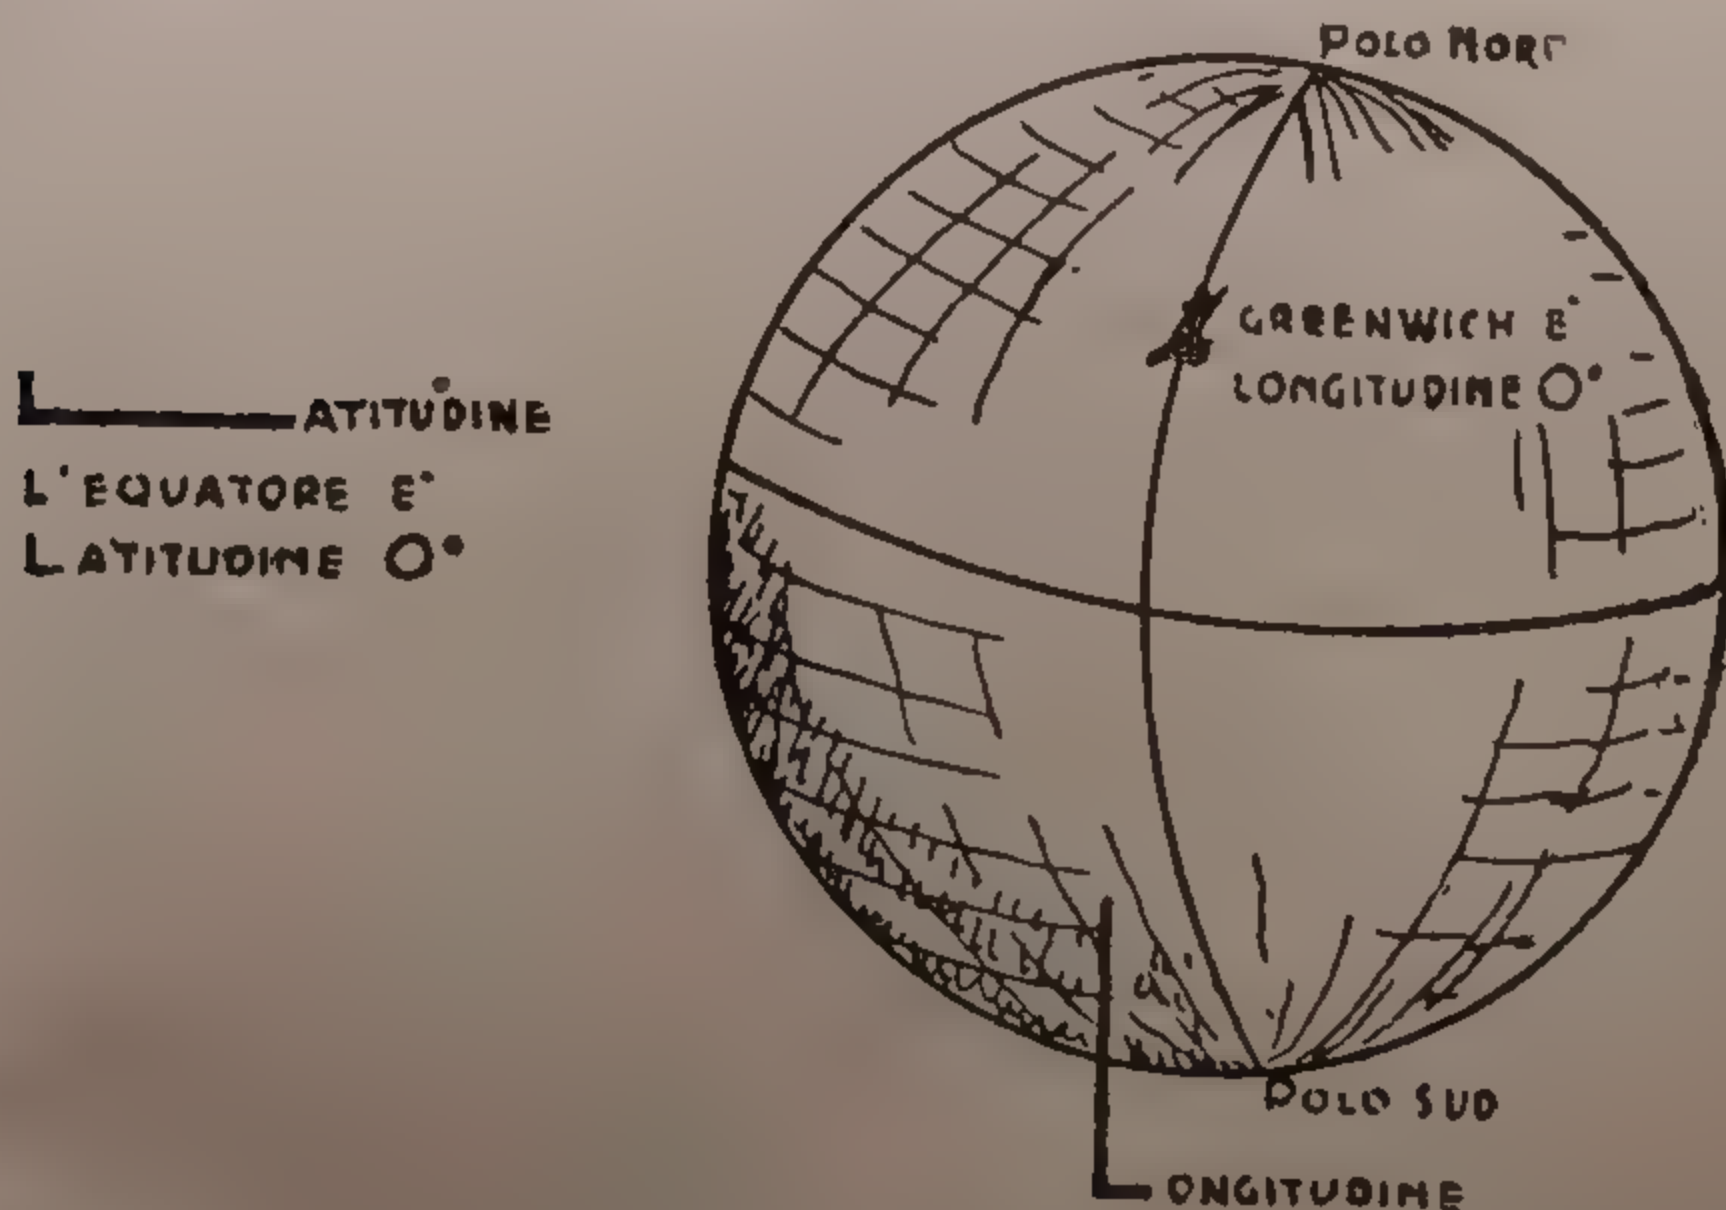 POLO NORD
GREENWICH E'
LONGITUDINE 0°
LATITUDINE
L'EQUATORE E'
LATITUDINE 0°
POLO SUD
LONGITUDINE